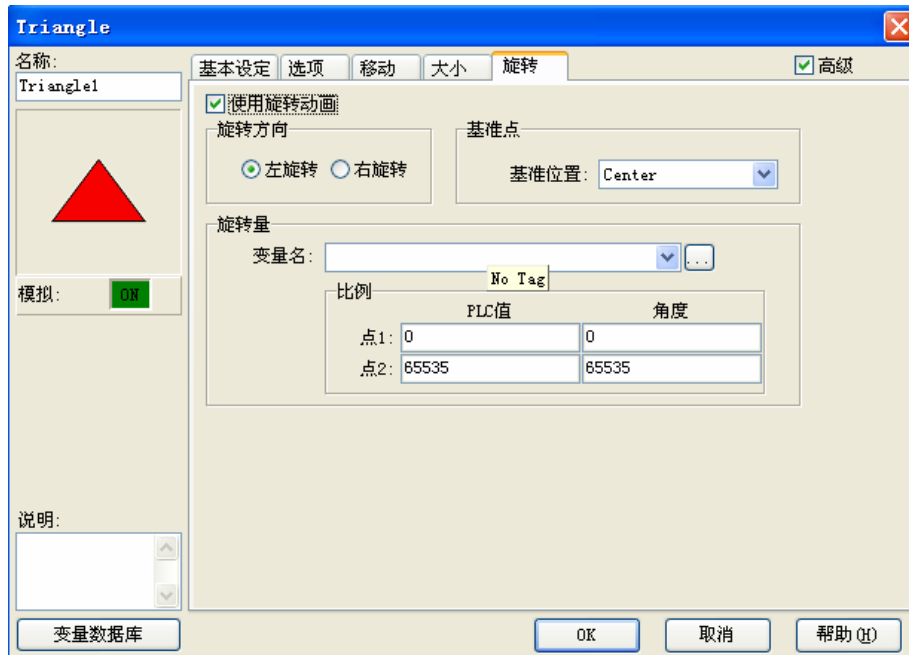 Triangle
名称:
Triangle1
基本设定 选项 移动 大小 旋转
高级
使用旋转动画
旋转方向
左旋转 右旋转
基准点
基准位置: Center
旋转量
变量名:
...
No Tag
模拟: ON
比例
PLC值 角度
点1: 0 0
点2: 65535 65535
说明:
变量数据库
OK 取消 帮助(H)